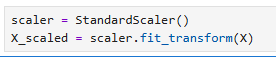 scaler = StandardScaler()
X_scaled = scaler.fit_transform(X)